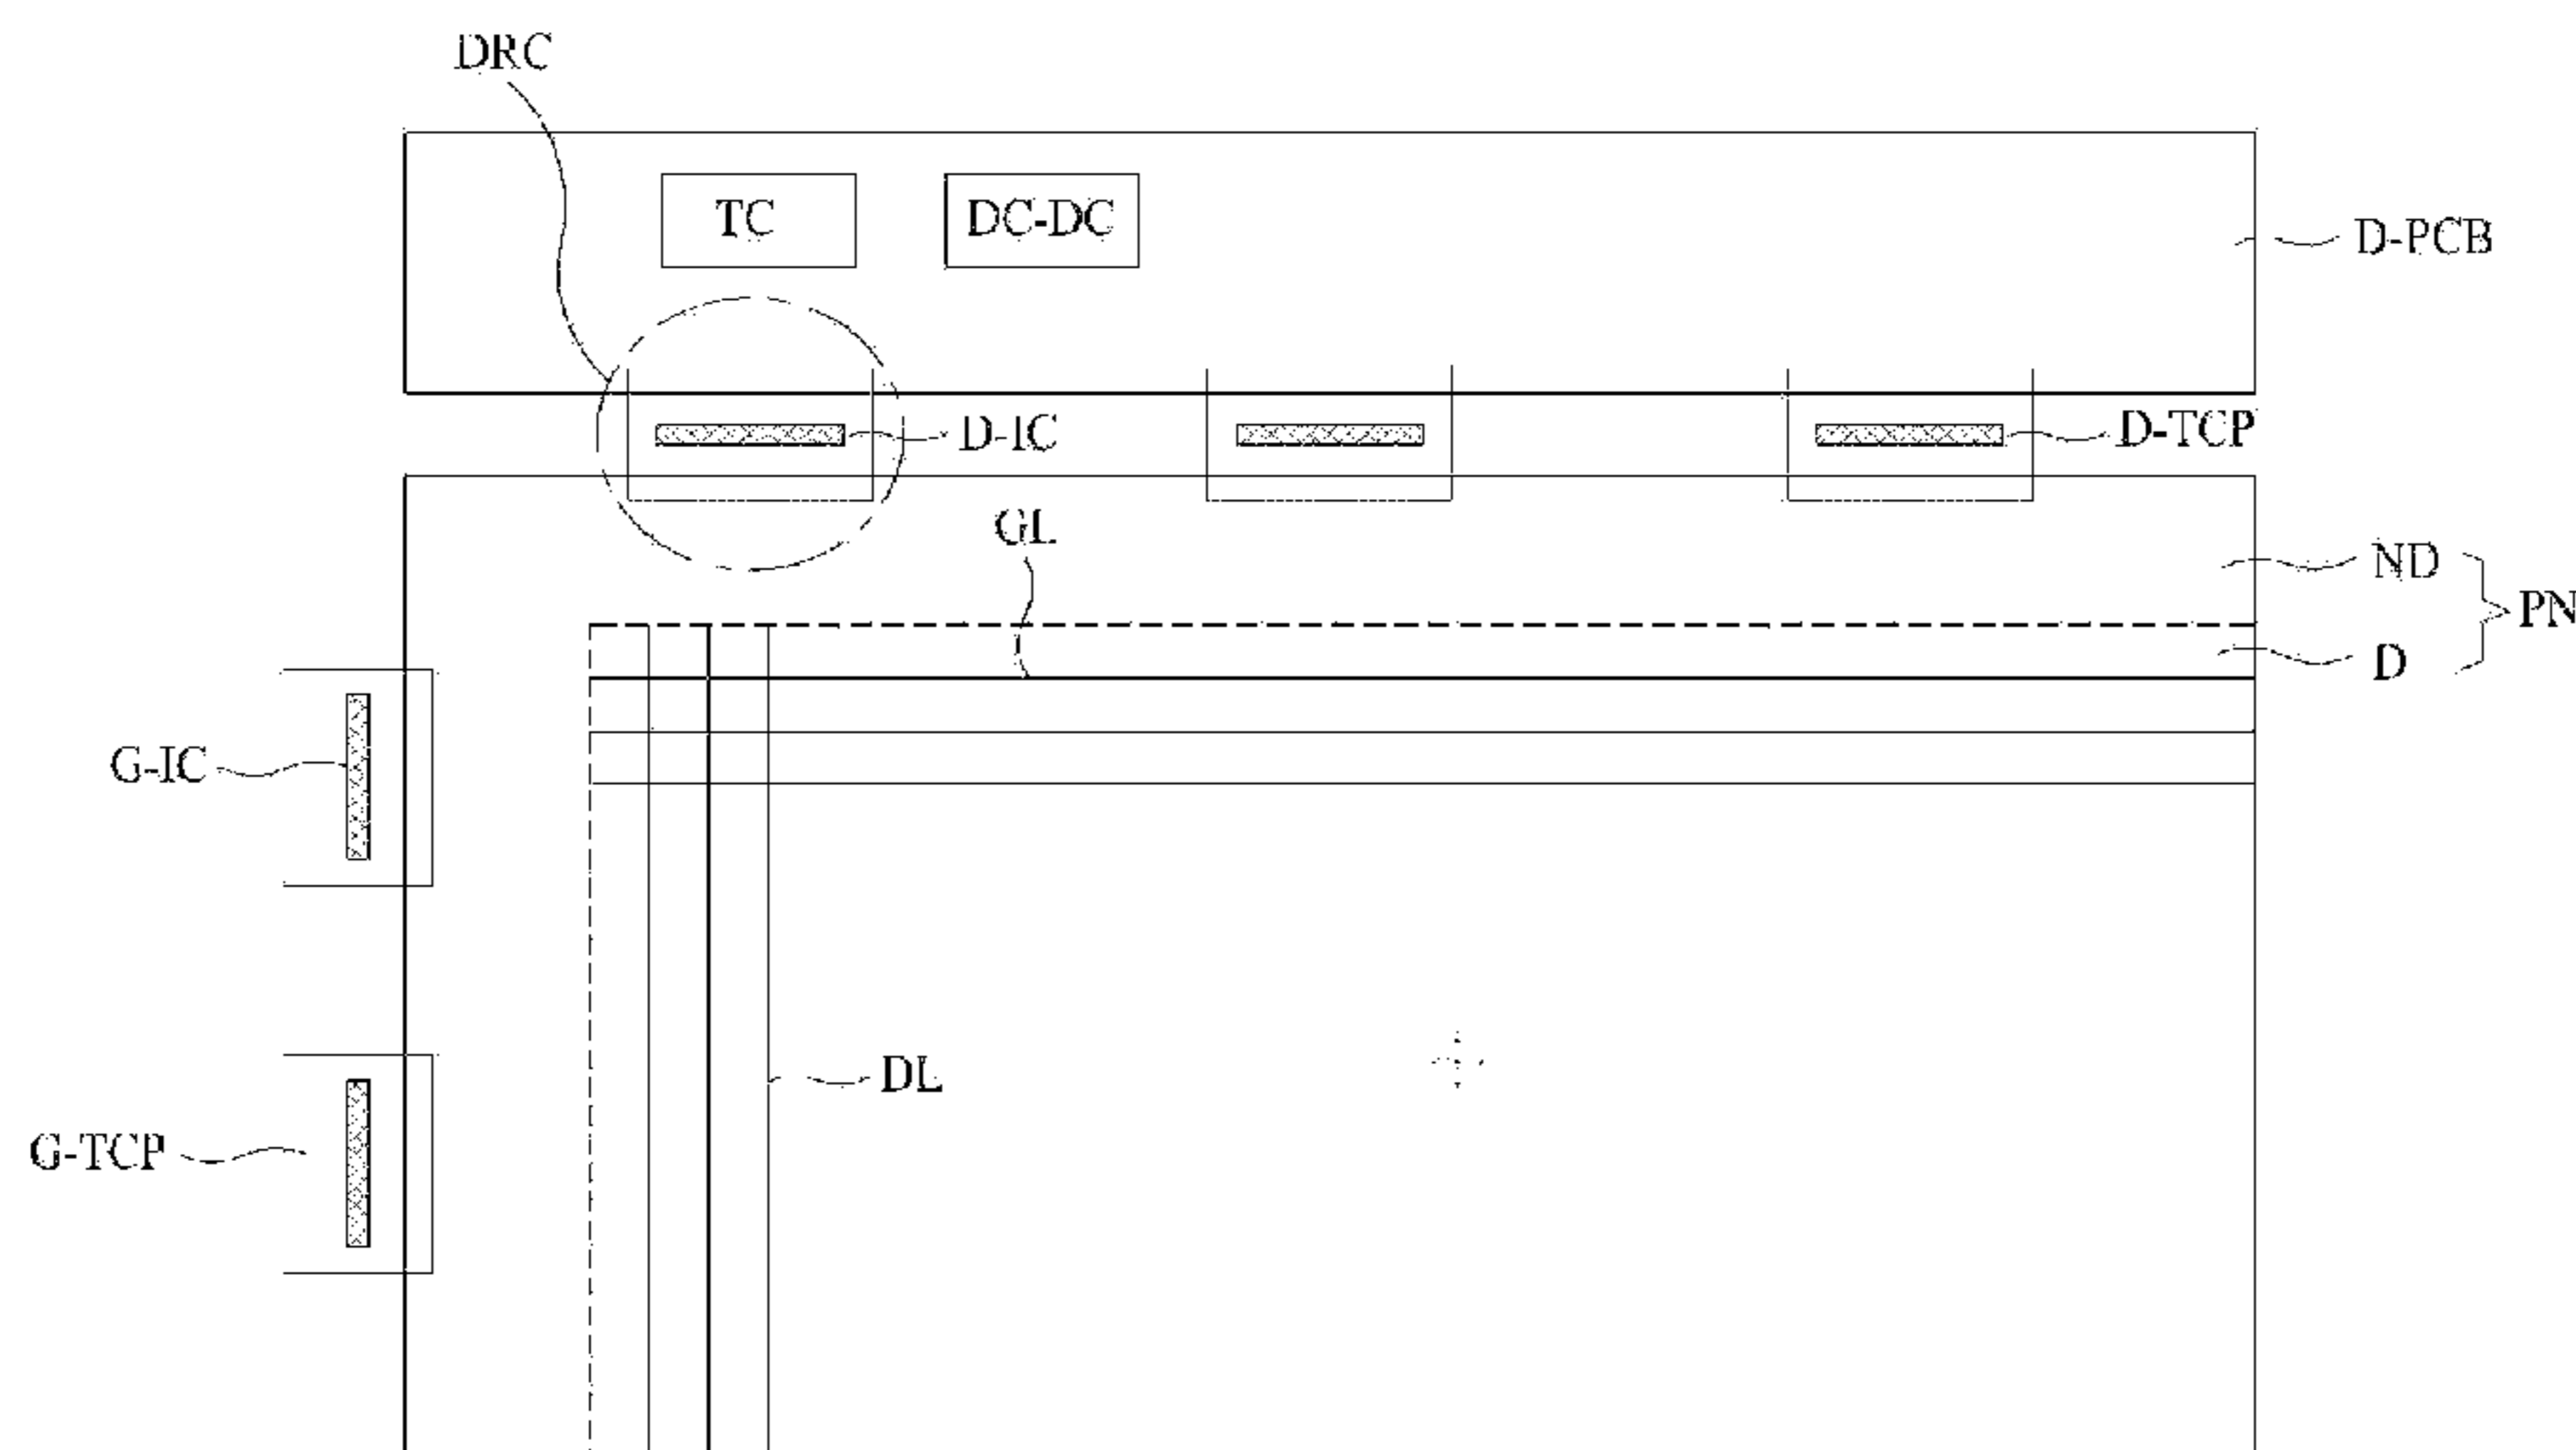 DRC
TC
DC-DC
D-PCB
D-IC
D-TCP
GL
ND
PN
D
G-IC
DL
G-TCP